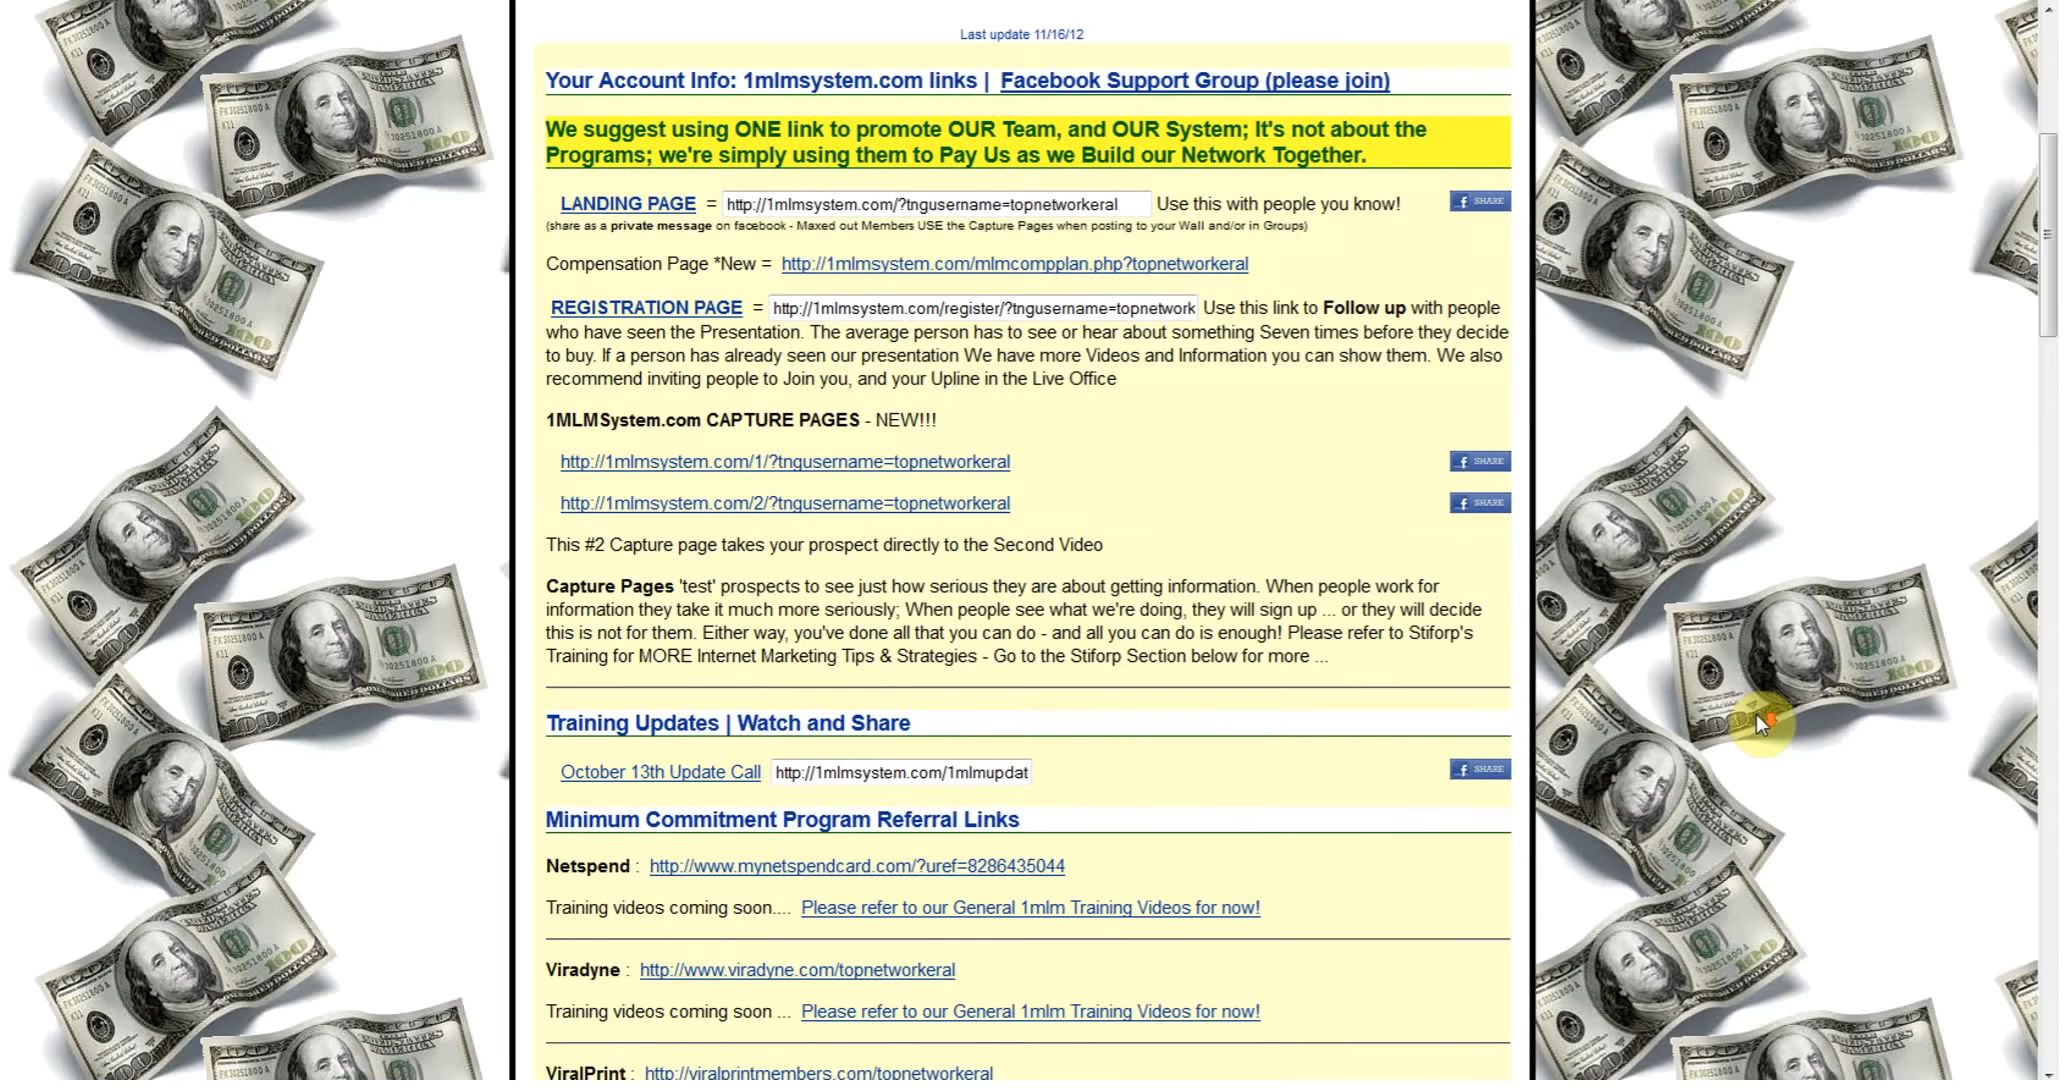 Last update 11/16/12
Your Account Info: 1mlmsystem.com links | Facebook Support Group (please join)
We suggest using ONE link to promote OUR Team, and OUR System; It's not about the
Programs; we're simply using them to Pay Us as we Build our Network Together.
LANDING PAGE = http://1mlmsystem.com/?tngusername=topnetworkeral Use this with people you know! SHARE
(share as a private message on facebook - Maxed out Members USE the Capture Pages when posting to your Wall and/or in Groups)
Compensation Page *New = http://1mlmsystem.com/mlmcompplan.php?topnetworkeral
REGISTRATION PAGE = http://1mlmsystem.com/register/?tngusername=topnetwork Use this link to Follow up with people
who have seen the Presentation. The average person has to see or hear about something Seven times before they decide
to buy. If a person has already seen our presentation We have more Videos and Information you can show them. We also
recommend inviting people to Join you, and your Upline in the Live Office
1MLMSystem.com CAPTURE PAGES - NEW!!!
http://1mlmsystem.com/1/?tngusername=topnetworkeral SHARE
http://1mlmsystem.com/2/?tngusername=topnetworkeral SHARE
This #2 Capture page takes your prospect directly to the Second Video
Capture Pages 'test' prospects to see just how serious they are about getting information. When people work for
information they take it much more seriously; When people see what we're doing, they will sign up ... or they will decide
this is not for them. Either way, you've done all that you can do - and all you can do is enough! Please refer to Stiforp's
Training for MORE Internet Marketing Tips & Strategies - Go to the Stiforp Section below for more ...
Training Updates | Watch and Share
October 13th Update Call http://1mlmsystem.com/1mlmupdat SHARE
Minimum Commitment Program Referral Links
Netspend : http://www.mynetspendcard.com/?uref=8286435044
Training videos coming soon.... Please refer to our General 1mlm Training Videos for now!
Viradyne : http://www.viradyne.com/topnetworkeral
Training videos coming soon ... Please refer to our General 1mlm Training Videos for now!
ViralPrint : http://viralprintmembers.com/topnetworkeral